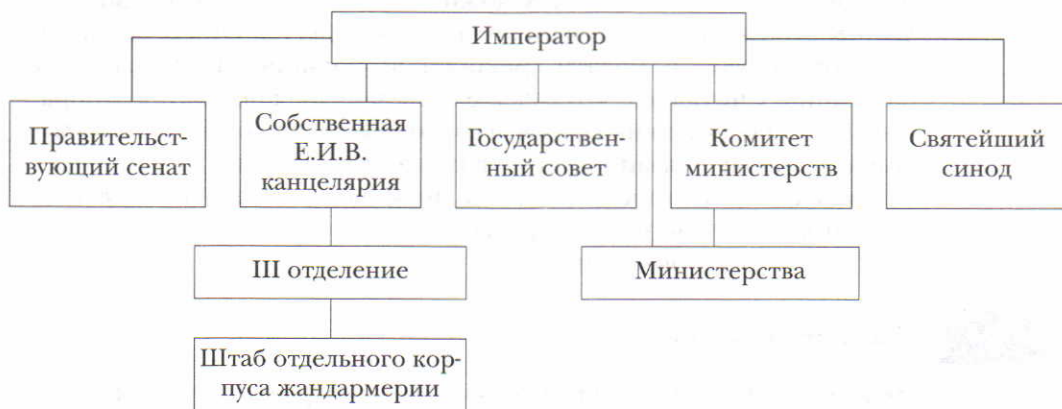 Император
Правительст-
вующий сенат
Собственная
Е.И.В.
канцелярия
Государствен-
ный совет
Комитет
министерств
Святейший
синод
III отделение
Министерства
Штаб отдельного кор-
пуса жандармерии